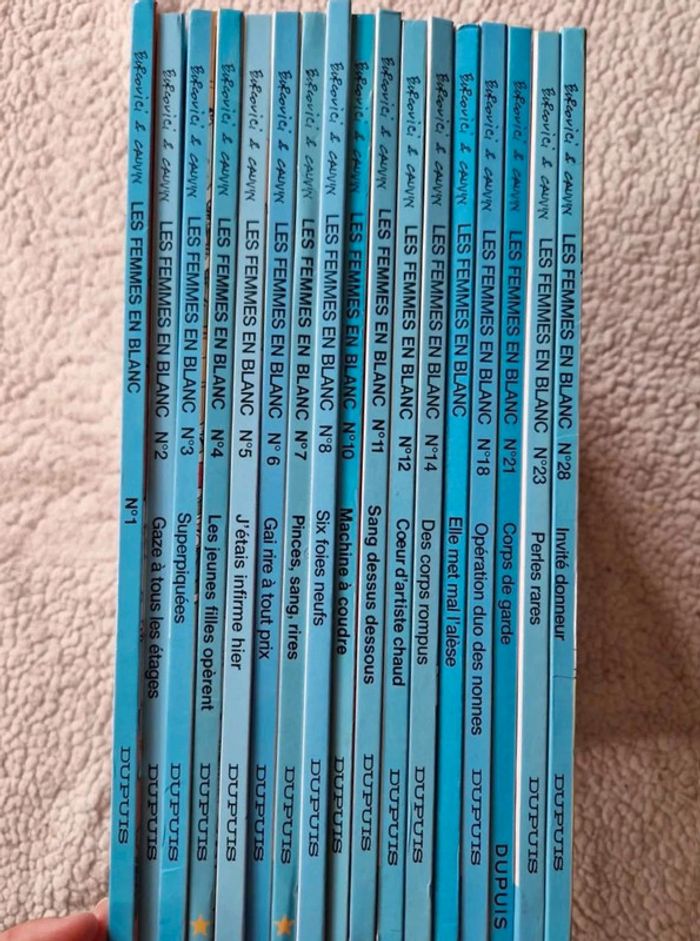 Bercovici & Cauvin LES FEMMES EN BLANC N°1 DUPUIS
Bercovici & Cauvin LES FEMMES EN BLANC N°2 Gaze à tous les étages DUPUIS
Bercovici & Cauvin LES FEMMES EN BLANC N°3 Superpiquées DUPUIS
Bercovici & Cauvin LES FEMMES EN BLANC N°4 Les jeunes filles opèrent DUPUIS
Bercovici & Cauvin LES FEMMES EN BLANC N°5 J'étais infirme hier DUPUIS
Bercovici & Cauvin LES FEMMES EN BLANC N°6 Gai rire à tout prix DUPUIS
Bercovici & Cauvin LES FEMMES EN BLANC N°7 Pinces, sang, rires DUPUIS
Bercovici & Cauvin LES FEMMES EN BLANC N°8 Six foies neufs DUPUIS
Bercovici & Cauvin LES FEMMES EN BLANC N°10 Machine à coudre DUPUIS
Bercovici & Cauvin LES FEMMES EN BLANC N°11 Sang dessus dessous DUPUIS
Bercovici & Cauvin LES FEMMES EN BLANC N°12 Coeur d'artiste chaud DUPUIS
Bercovici & Cauvin LES FEMMES EN BLANC N°14 Des corps rompus DUPUIS
Bercovici & Cauvin LES FEMMES EN BLANC Elle met mal l'alèse
Bercovici & Cauvin LES FEMMES EN BLANC N°18 Opération duo des nonnes DUPUIS
Bercovici & Cauvin LES FEMMES EN BLANC N°21 Corps de garde DUPUIS
Bercovici & Cauvin LES FEMMES EN BLANC N°23 Perles rares DUPUIS
Bercovici & Cauvin LES FEMMES EN BLANC N°28 Invité donneur DUPUIS